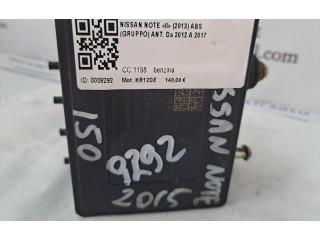 NISSAN NOTE «II» (2013) ABS
(GRUPPO) ANT. Da 2012 A 2017
CC 1198 benzina
ID: 0009292 Mot. HR12DE 140,00 €
150
9292
2015
NISSAN NOTE